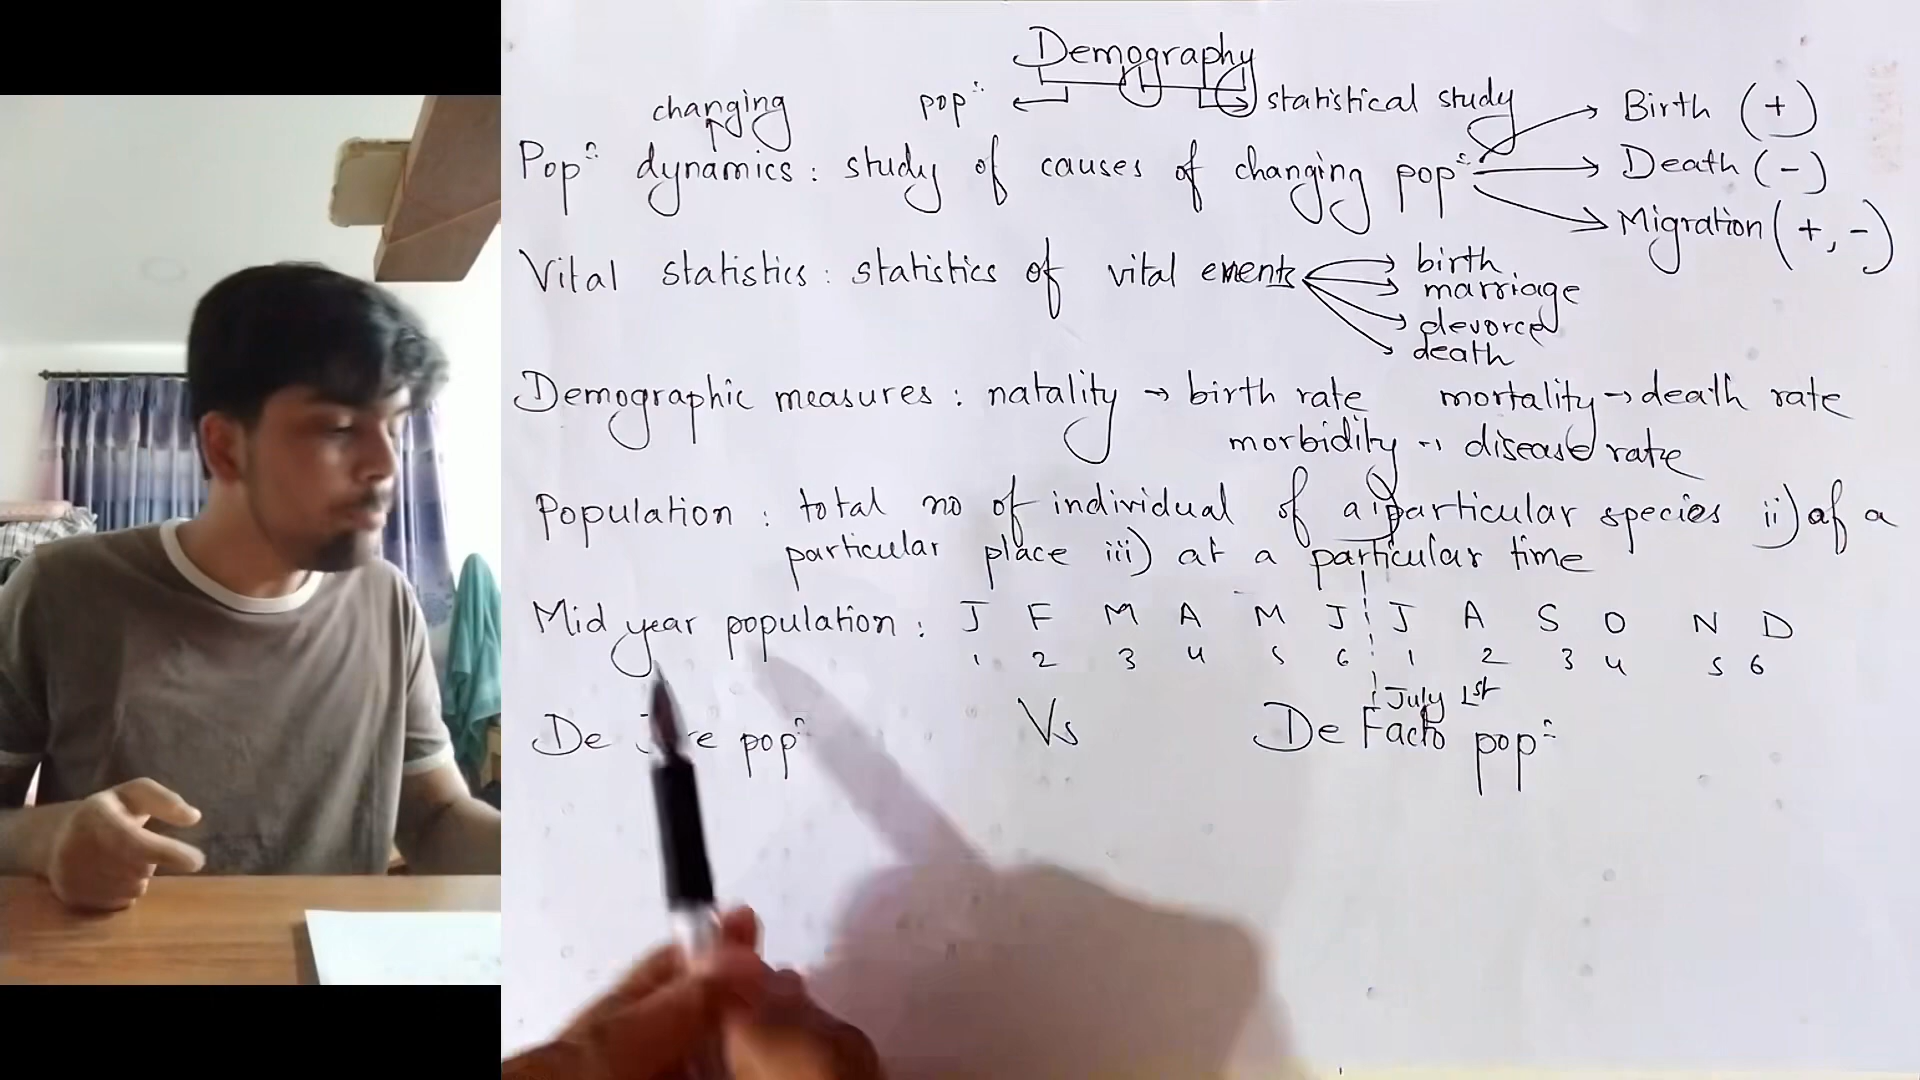 Demography
changing pop:n statistical study Birth (+)
Pop:n dynamics : study of causes of changing pop:n Death (-)
Migration (+, -)
Vital statistics : statistics of vital events birth
marriage
devorce
death
Demographic measures : natality → birth rate mortality → death rate
morbidity → disease rate
Population : total no of individual of a i) particular species ii) of a
particular place iii) at a particular time
Mid year population : J F M A M J J A S O N D
1 2 3 4 5 6 1 2 3 4 5 6
July 1st
De pop:n Vs De Facto pop:n